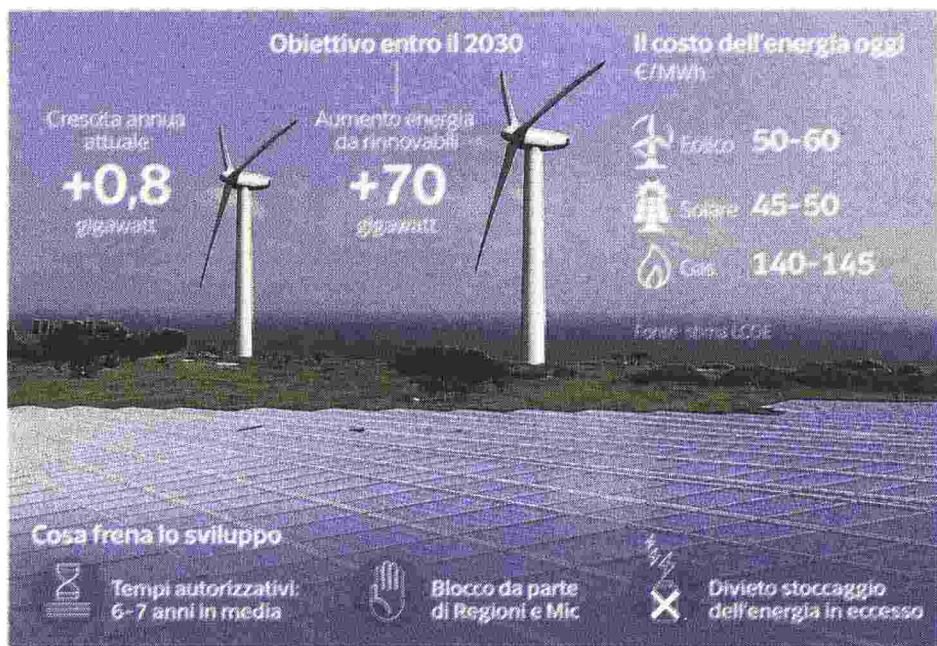 Obiettivo entro il 2030
Crescita annua
attuale
+0,8
gigawatt
Aumento energia
da rinnovabili
+70
gigawatt
Il costo dell'energia oggi
€/MWh
Eolico 50-60
Solare 45-50
Gas 140-145
Fonte: stima LCOE
Cosa frena lo sviluppo
Tempi autorizzativi:
6-7 anni in media
Blocco da parte
di Regioni e Mic
Divieto stoccaggio
dell'energia in eccesso